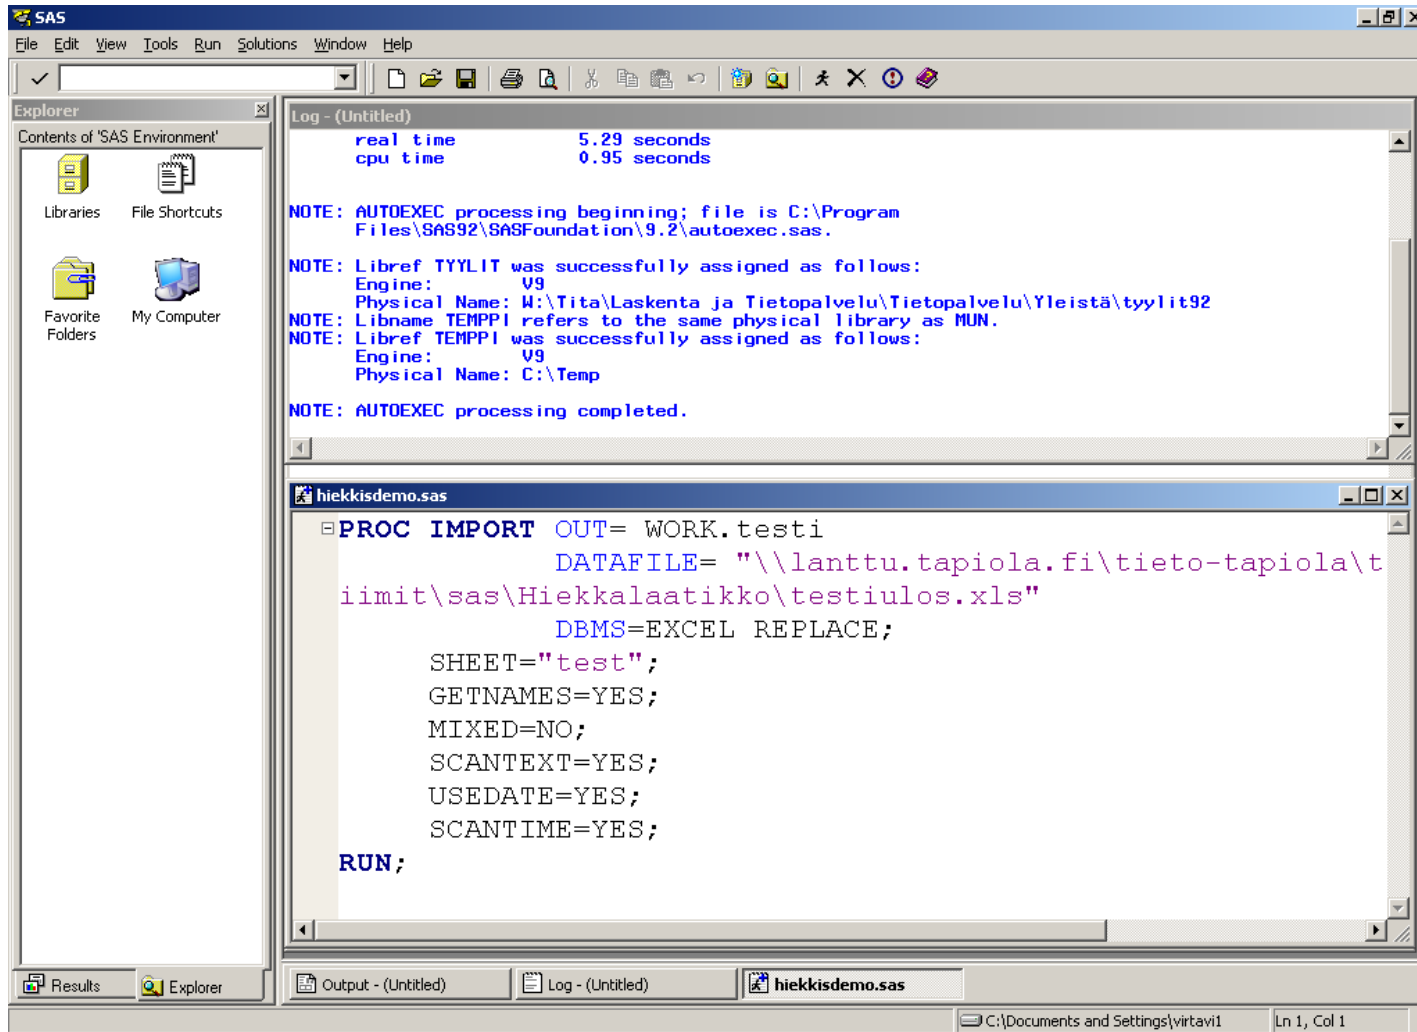 SAS
File Edit View Tools Run Solutions Window Help
Explorer
Contents of 'SAS Environment'
Libraries File Shortcuts
Favorite Folders My Computer
Log - (Untitled)
real time 5.29 seconds
cpu time 0.95 seconds
NOTE: AUTOEXEC processing beginning; file is C:\Program
Files\SAS92\SASFoundation\9.2\autoexec.sas.
NOTE: Libref TYYLIT was successfully assigned as follows:
Engine: V9
Physical Name: W:\Tita\Laskenta ja Tietopalvelu\Tietopalvelu\Yleistä\tyylit92
NOTE: Libname TEMPPI refers to the same physical library as MUN.
NOTE: Libref TEMPPI was successfully assigned as follows:
Engine: V9
Physical Name: C:\Temp
NOTE: AUTOEXEC processing completed.
hiekkisdemo.sas
PROC IMPORT OUT= WORK.testi
DATAFILE= "\\lanttu.tapiola.fi\tieto-tapiola\t
iimit\sas\Hiekkalaatikko\testiulos.xls"
DBMS=EXCEL REPLACE;
SHEET="test";
GETNAMES=YES;
MIXED=NO;
SCANTEXT=YES;
USEDATE=YES;
SCANTIME=YES;
RUN;
Results Explorer
Output - (Untitled) Log - (Untitled) hiekkisdemo.sas
C:\Documents and Settings\virtavi1 Ln 1, Col 1